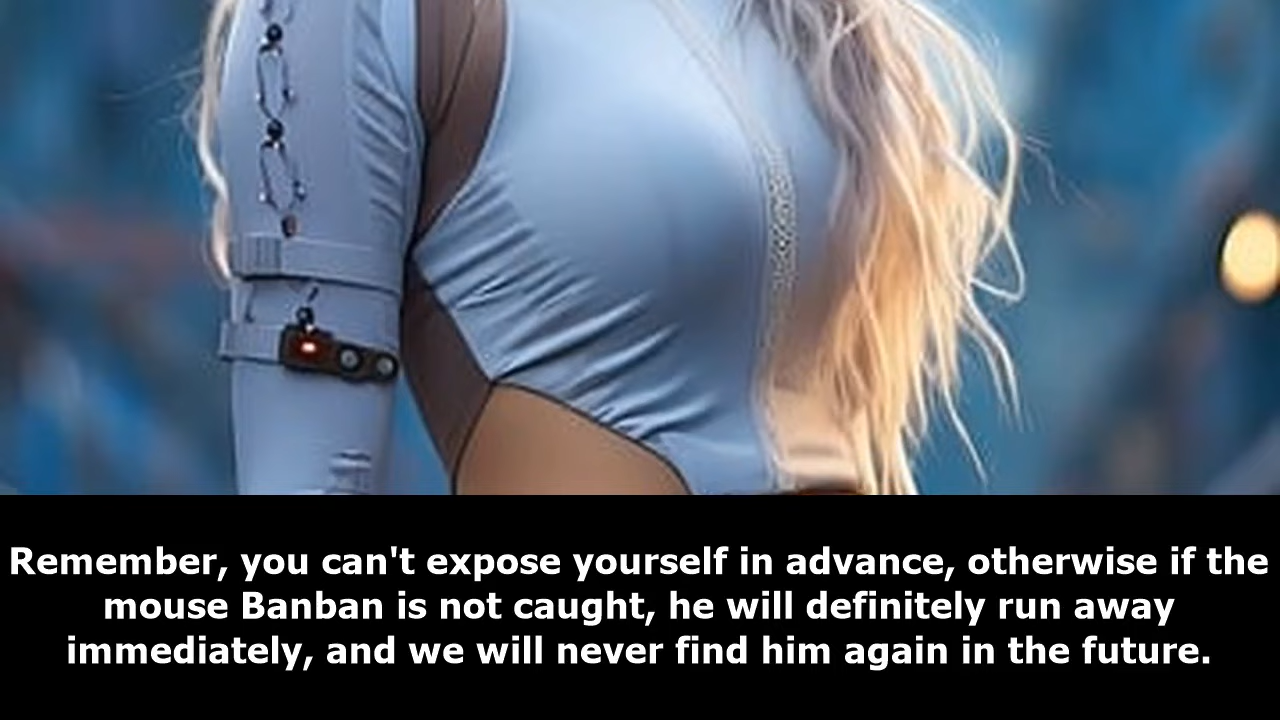 Remember, you can't expose yourself in advance, otherwise if the
mouse Banban is not caught, he will definitely run away
immediately, and we will never find him again in the future.